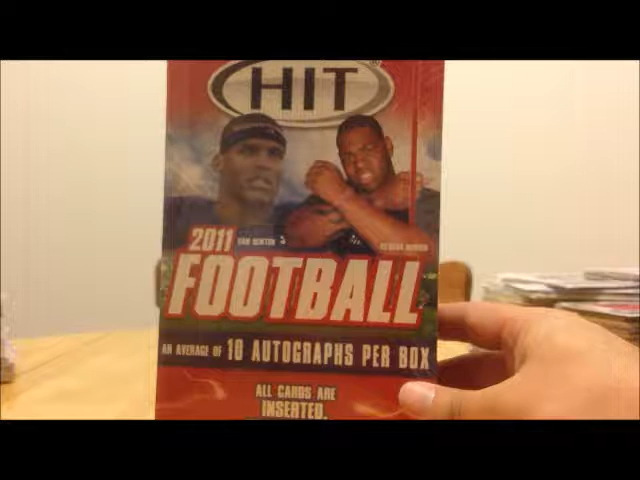 HIT®
2011
FOOTBALL
AN AVERAGE OF 10 AUTOGRAPHS PER BOX
ALL CARDS ARE
INSERTED.